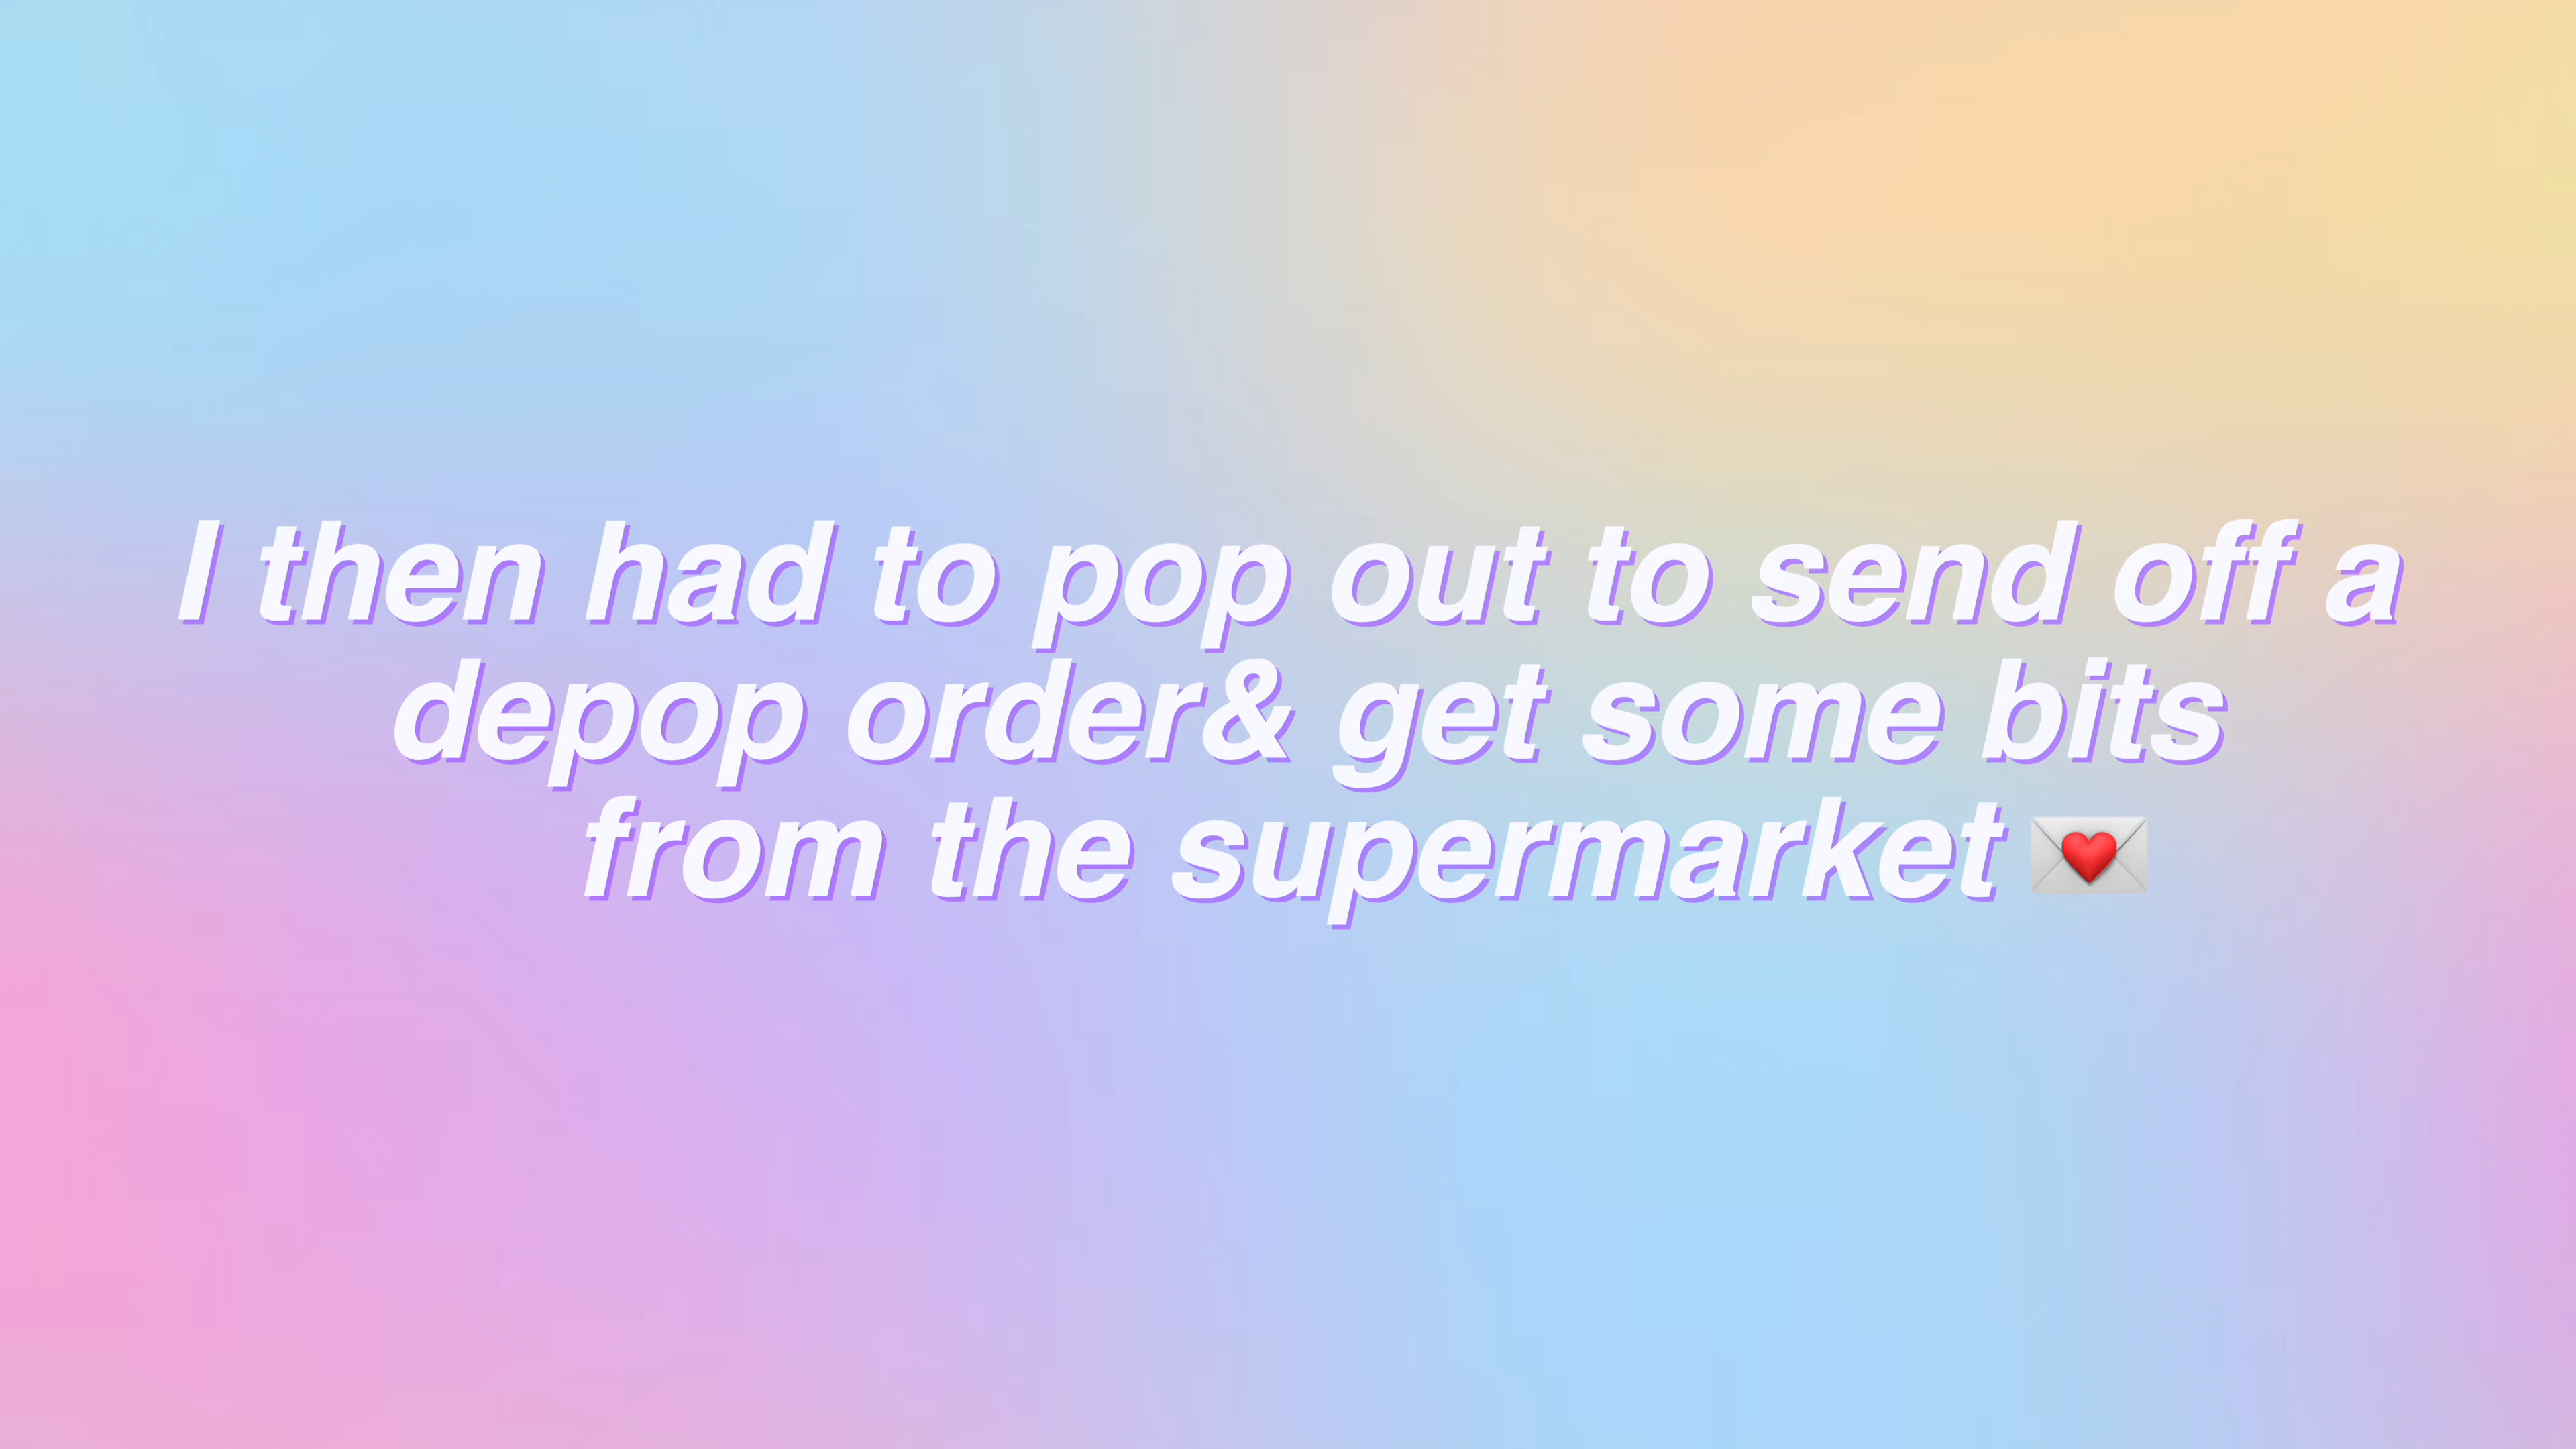 I then had to pop out to send off a
depop order& get some bits
from the supermarket 💌